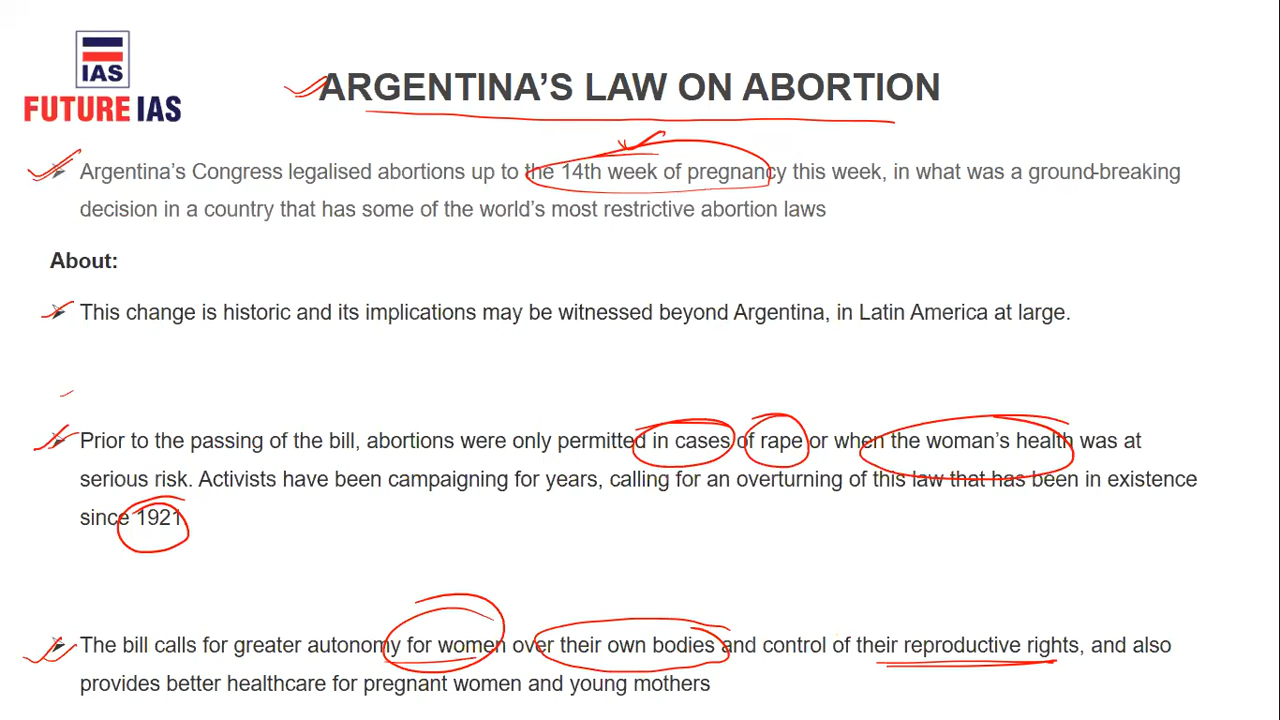 IAS
FUTURE IAS
ARGENTINA'S LAW ON ABORTION
Argentina's Congress legalised abortions up to the 14th week of pregnancy this week, in what was a ground-breaking
decision in a country that has some of the world's most restrictive abortion laws
About:
This change is historic and its implications may be witnessed beyond Argentina, in Latin America at large.
Prior to the passing of the bill, abortions were only permitted in cases of rape or when the woman's health was at
serious risk. Activists have been campaigning for years, calling for an overturning of this law that has been in existence
since 1921
The bill calls for greater autonomy for women over their own bodies and control of their reproductive rights, and also
provides better healthcare for pregnant women and young mothers